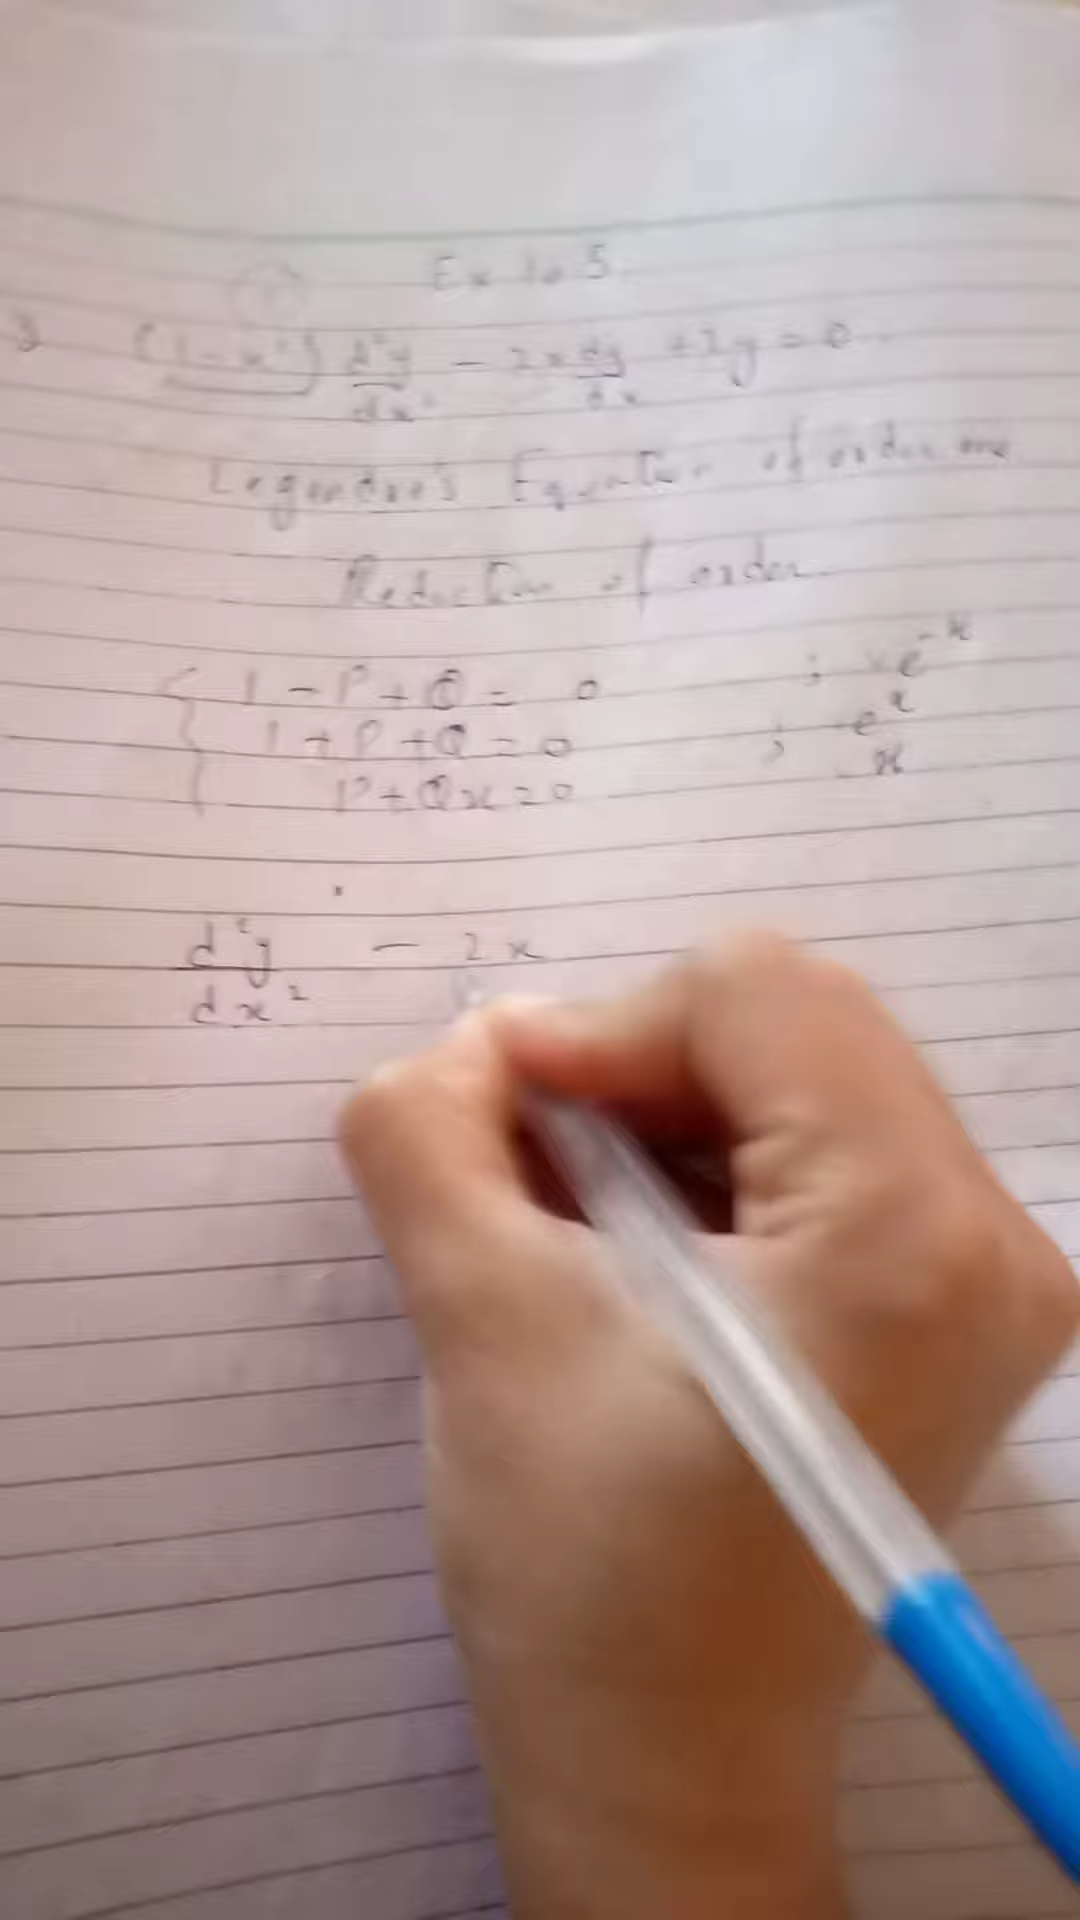 Ex 10.5
3 (1-x²) d²y/dx² - 2x dy/dx + 2y = 0
Legendre's Equation of order one
Reduction of order
1 - P + Q = 0 ; e^-x
1 + P + Q = 0 ; e^x
P + Qx = 0 x
d²y/dx² - 2x